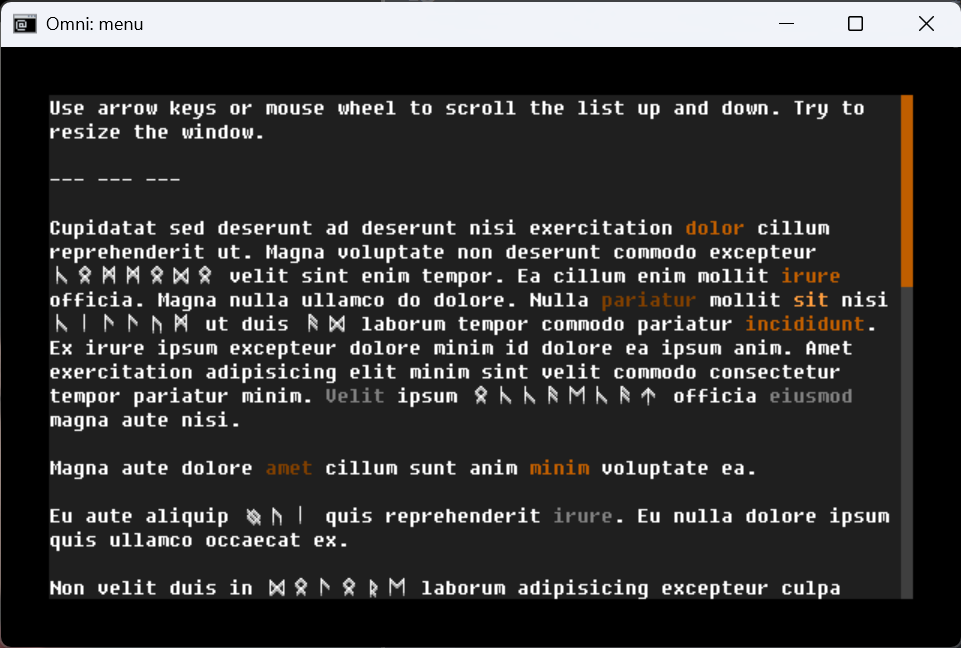 Omni: menu
Use arrow keys or mouse wheel to scroll the list up and down. Try to
resize the window.
--- --- ---
Cupidatat sed deserunt ad deserunt nisi exercitation dolor cillum
reprehenderit ut. Magna voluptate non deserunt commodo excepteur
ᚳᛟᛗᛗᛟᛞᛟ velit sint enim tempor. Ea cillum enim mollit irure
officia. Magna nulla ullamco do dolore. Nulla pariatur mollit sit nisi
ᚳᛁᛚᛚᚢᛗ ut duis ᚨᛞ laborum tempor commodo pariatur incididunt.
Ex irure ipsum excepteur dolore minim id dolore ea ipsum anim. Amet
exercitation adipisicing elit minim sint velit commodo consectetur
tempor pariatur minim. Velit ipsum ᛟᚳᚳᚨᛖᚳᚨᛏ officia eiusmod
magna aute nisi.
Magna aute dolore amet cillum sunt anim minim voluptate ea.
Eu aute aliquip quis reprehenderit irure. Eu nulla dolore ipsum
quis ullamco occaecat ex.
Non velit duis in ᛞᛟᛚᛟᚱᛖ laborum adipisicing excepteur culpa